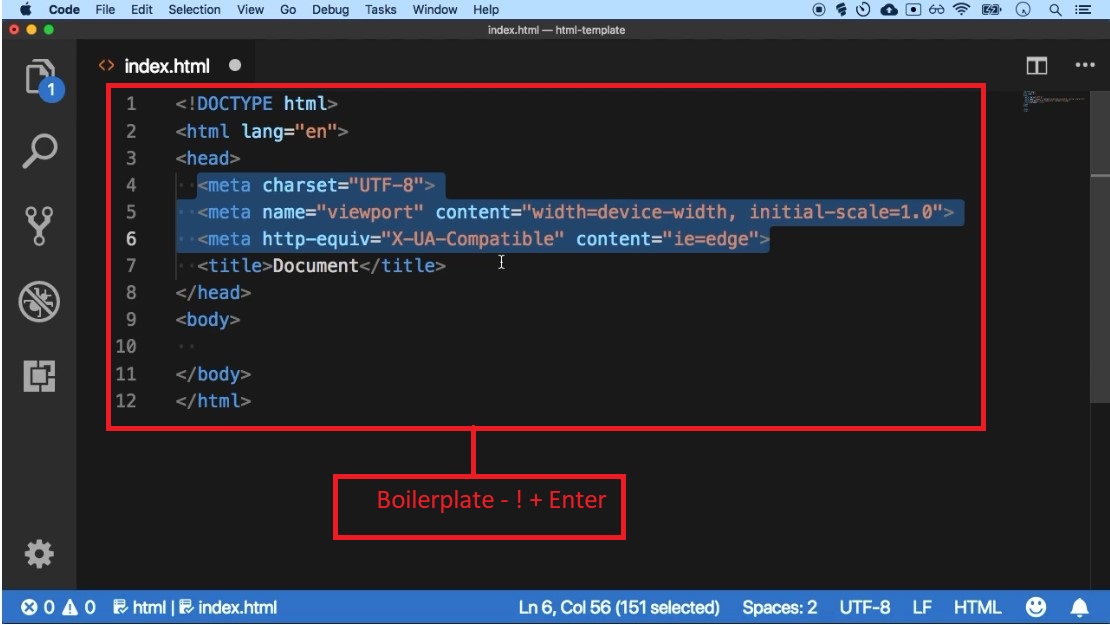 Code File Edit Selection View Go Debug Tasks Window Help
index.html — html-template
<> index.html
1
1 <!DOCTYPE html>
2 <html lang="en">
3 <head>
4 <meta charset="UTF-8">
5 <meta name="viewport" content="width=device-width, initial-scale=1.0">
6 <meta http-equiv="X-UA-Compatible" content="ie=edge">
7 <title>Document</title>
8 </head>
9 <body>
10
11 </body>
12 </html>
Boilerplate - ! + Enter
0 0 html | index.html Ln 6, Col 56 (151 selected) Spaces: 2 UTF-8 LF HTML